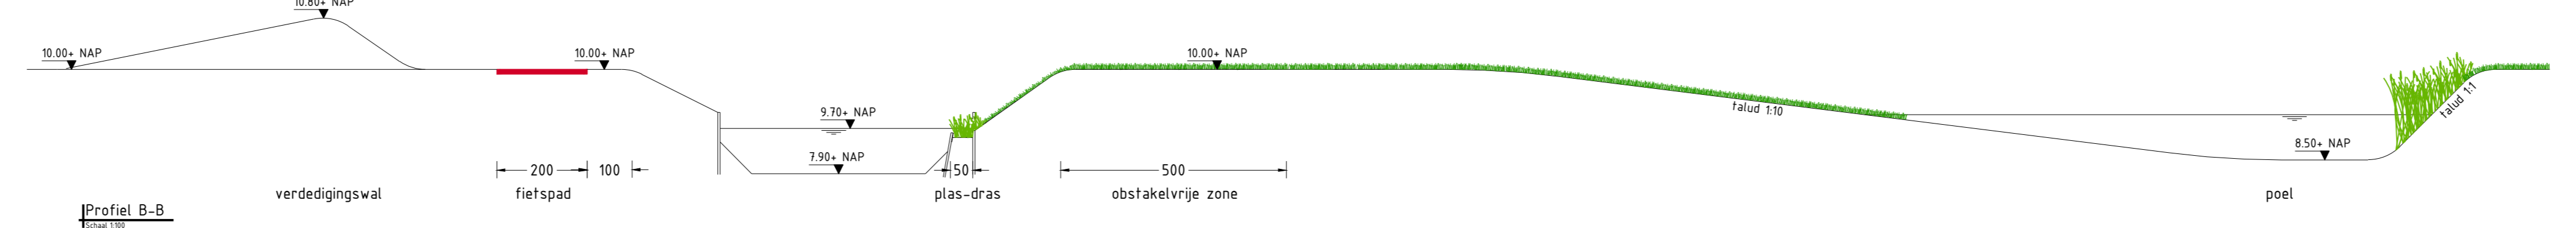 10.80+ NAP
10.00+ NAP
10.00+ NAP
10.00+ NAP
9.70+ NAP
7.90+ NAP
talud 1:10
talud 1:1
8.50+ NAP
200
100
50
500
verdedigingswal
fietspad
plas-dras
obstakelvrije zone
poel
Profiel B-B
Schaal 1:100